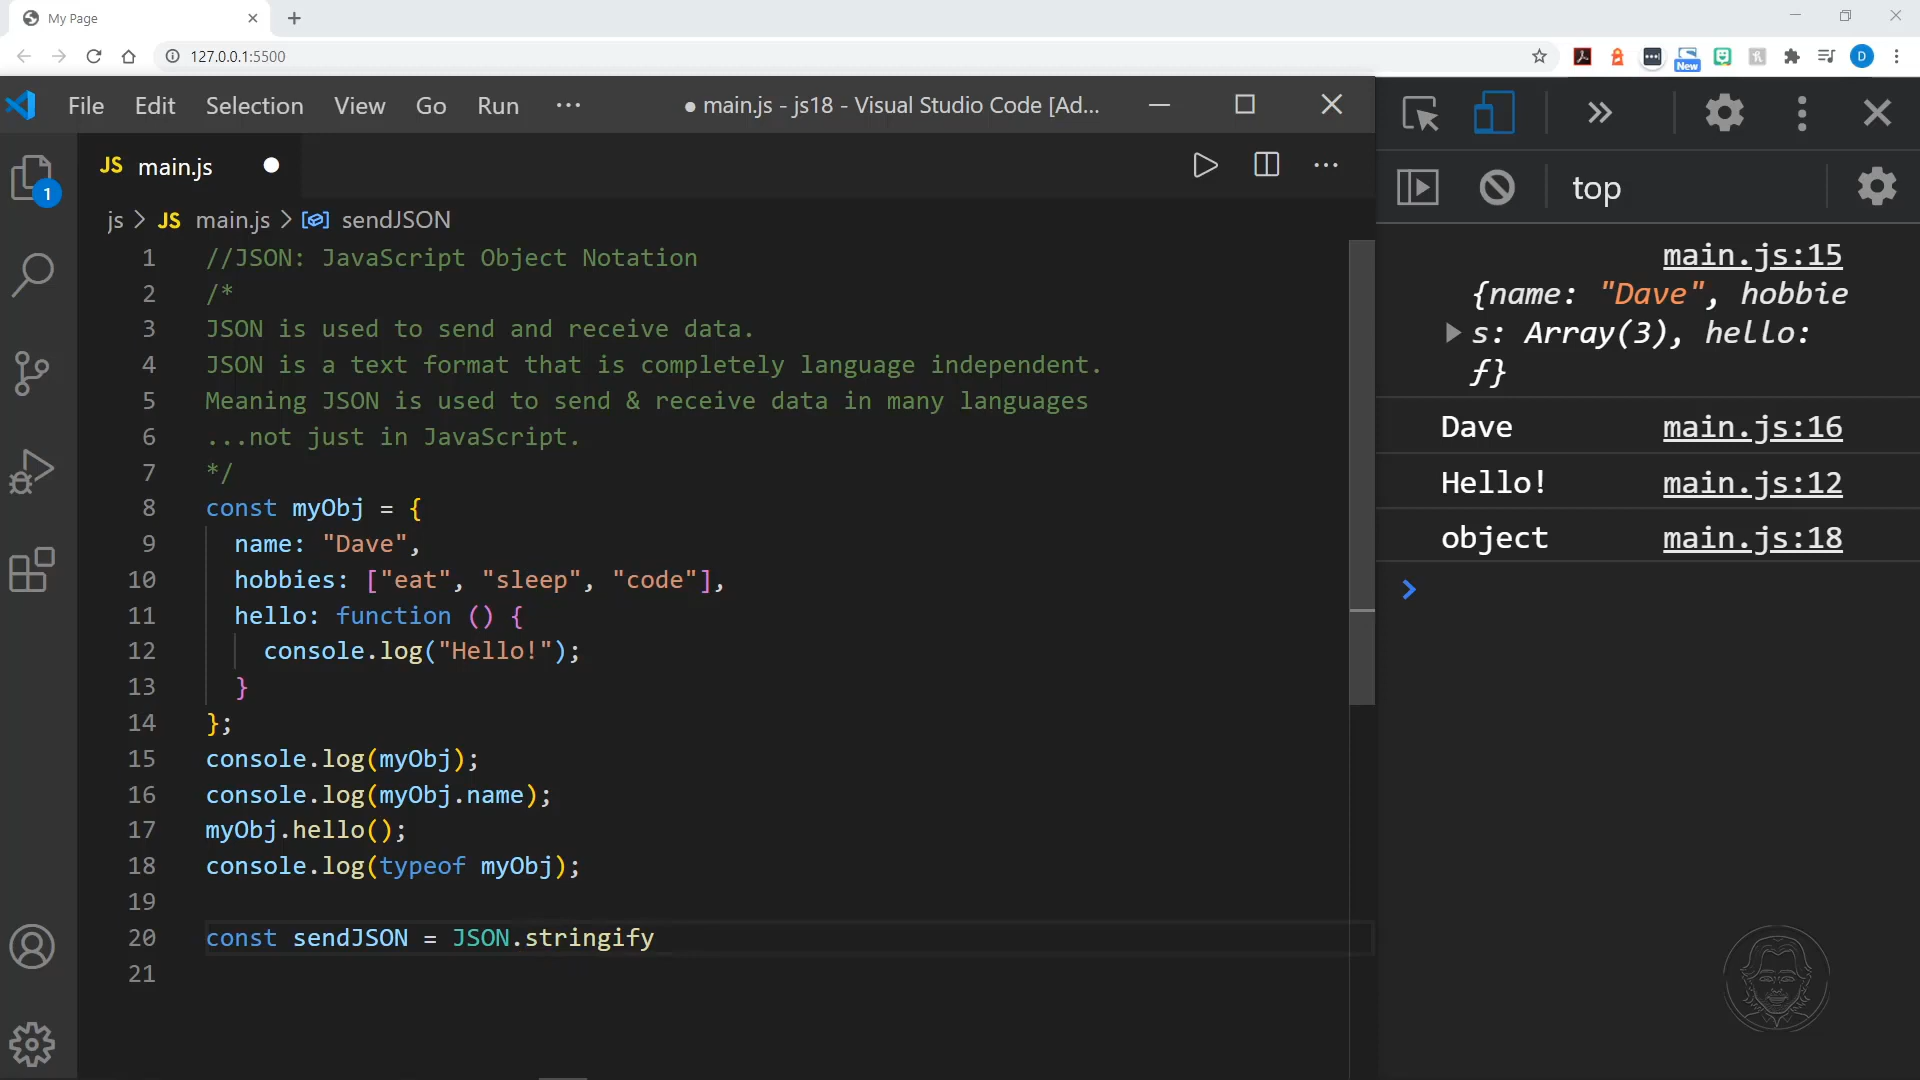 My Page
127.0.0.1:5500
New
D
File Edit Selection View Go Run ··· ● main.js - js18 - Visual Studio Code [Ad...
JS main.js
1
js > JS main.js > sendJSON
1 //JSON: JavaScript Object Notation
2 /*
3 JSON is used to send and receive data.
4 JSON is a text format that is completely language independent.
5 Meaning JSON is used to send & receive data in many languages
6 ...not just in JavaScript.
7 */
8 const myObj = {
9 name: "Dave",
10 hobbies: ["eat", "sleep", "code"],
11 hello: function () {
12 console.log("Hello!");
13 }
14 };
15 console.log(myObj);
16 console.log(myObj.name);
17 myObj.hello();
18 console.log(typeof myObj);
19
20 const sendJSON = JSON.stringify
21
top
main.js:15
{name: "Dave", hobbie
s: Array(3), hello:
ƒ}
Dave main.js:16
Hello! main.js:12
object main.js:18